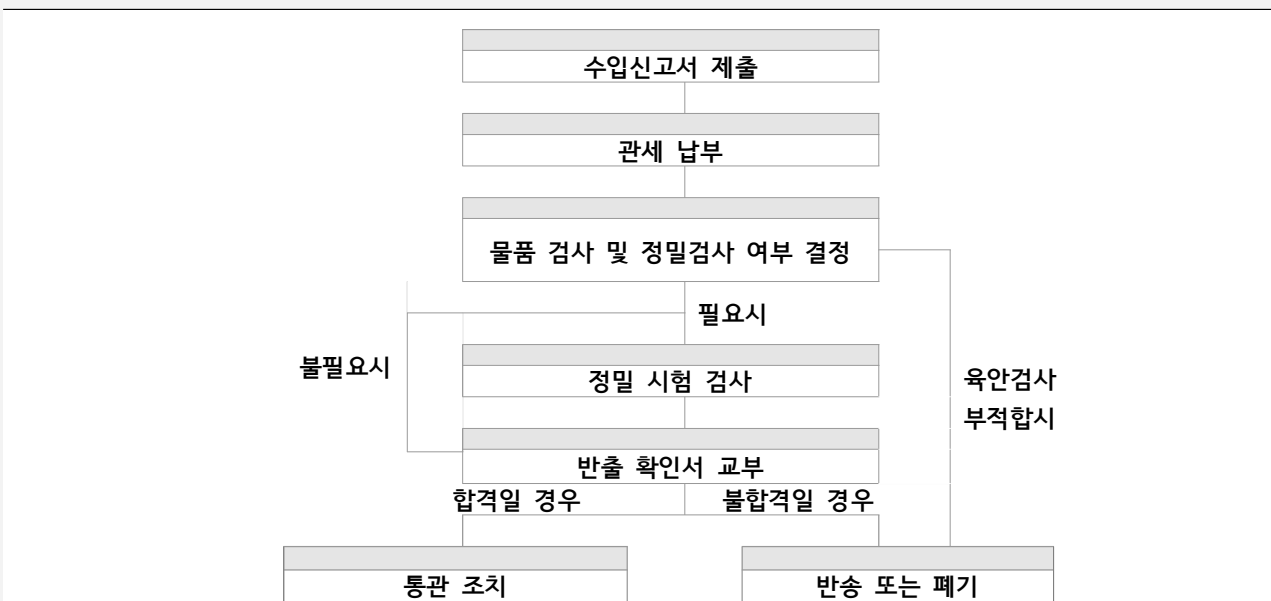 수입신고서 제출
관세 납부
물품 검사 및 정밀검사 여부 결정
필요시
불필요시
정밀 시험 검사
육안검사
부적합시
반출 확인서 교부
합격일 경우
불합격일 경우
통관 조치
반송 또는 폐기